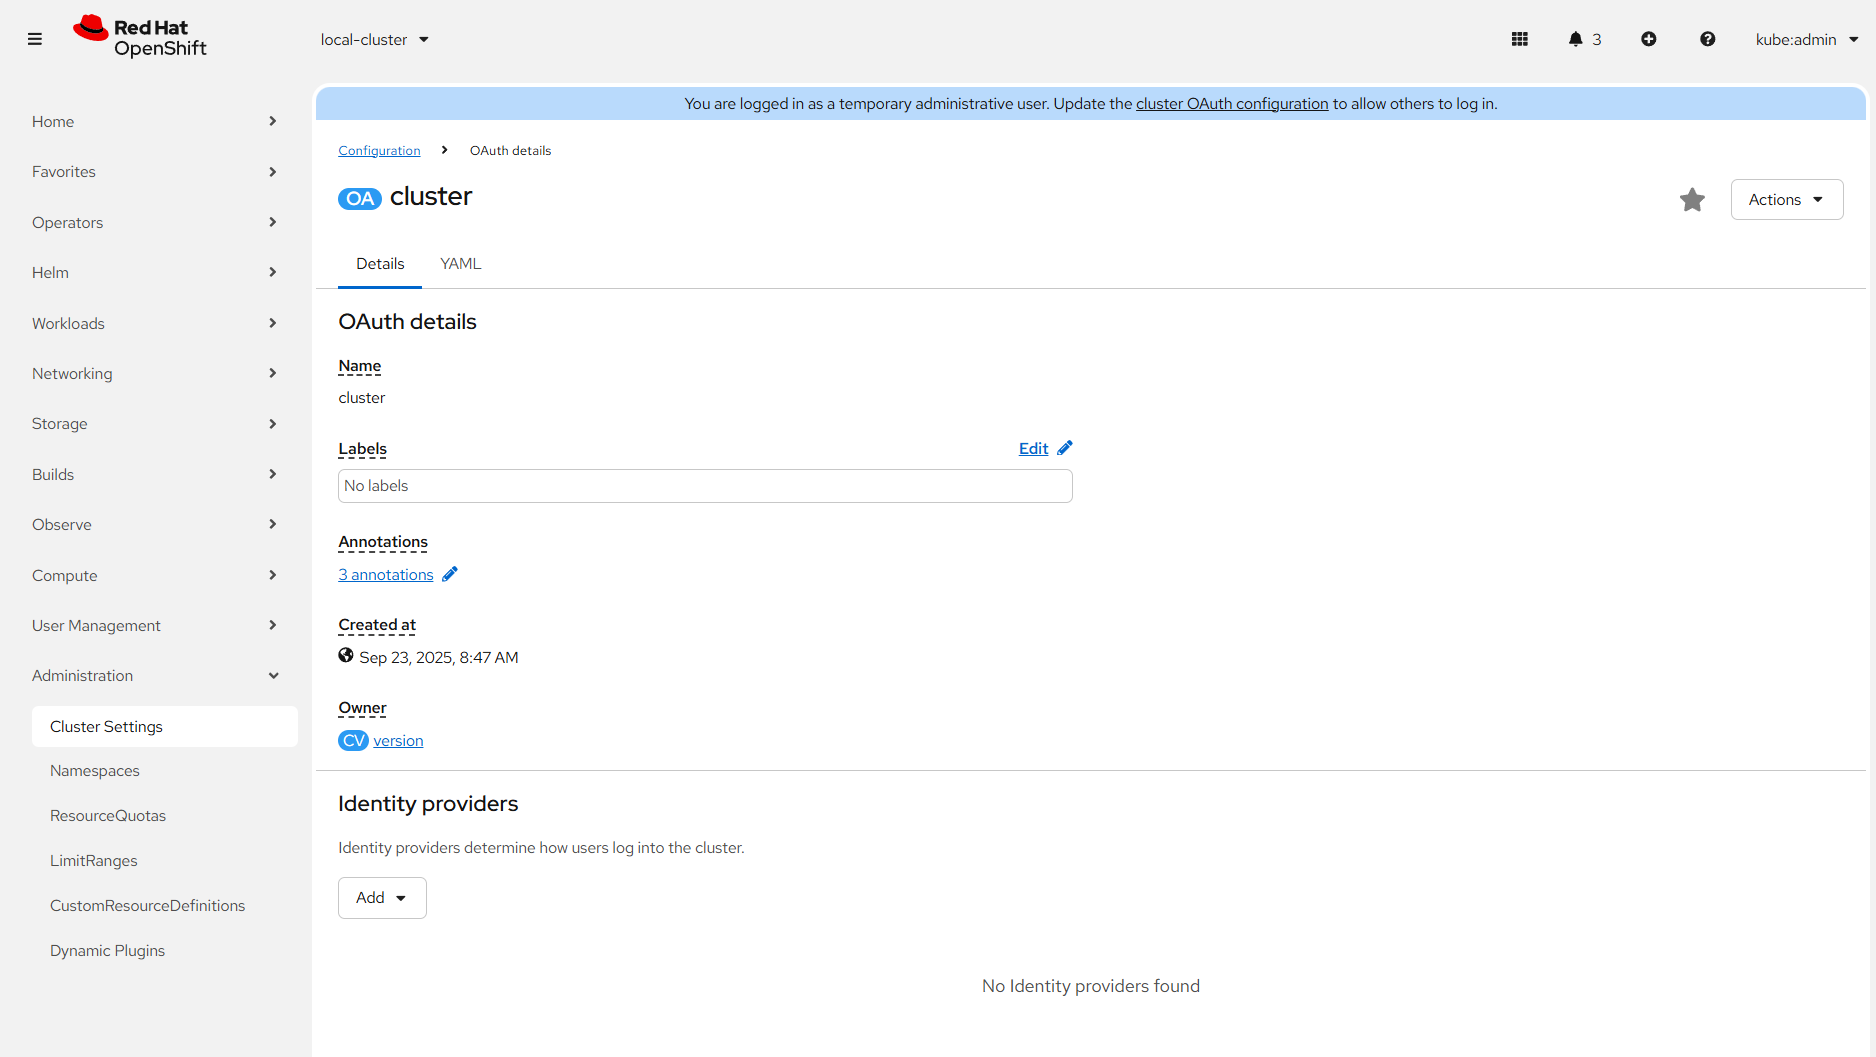 Red Hat
OpenShift
local-cluster
3
kube:admin
Home
Favorites
Operators
Helm
Workloads
Networking
Storage
Builds
Observe
Compute
User Management
Administration
Cluster Settings
Namespaces
ResourceQuotas
LimitRanges
CustomResourceDefinitions
Dynamic Plugins
You are logged in as a temporary administrative user. Update the cluster OAuth configuration to allow others to log in.
Configuration OAuth details
OA cluster
Actions
Details YAML
OAuth details
Name
cluster
Labels Edit
No labels
Annotations
3 annotations
Created at
Sep 23, 2025, 8:47 AM
Owner
CV version
Identity providers
Identity providers determine how users log into the cluster.
Add
No Identity providers found